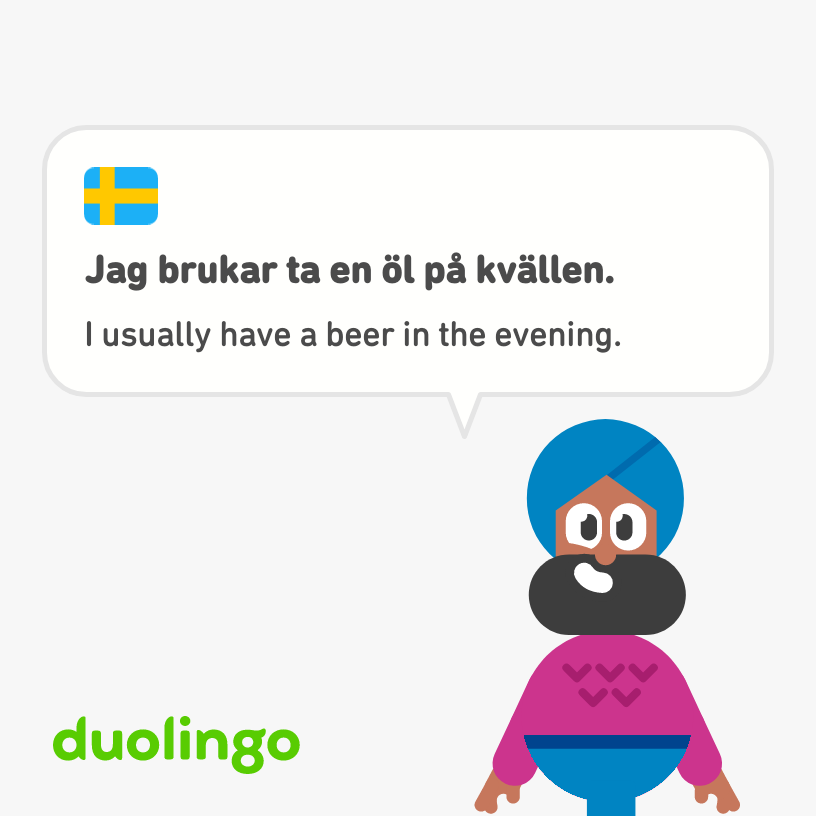 Jag brukar ta en öl på kvällen.
I usually have a beer in the evening.
duolingo